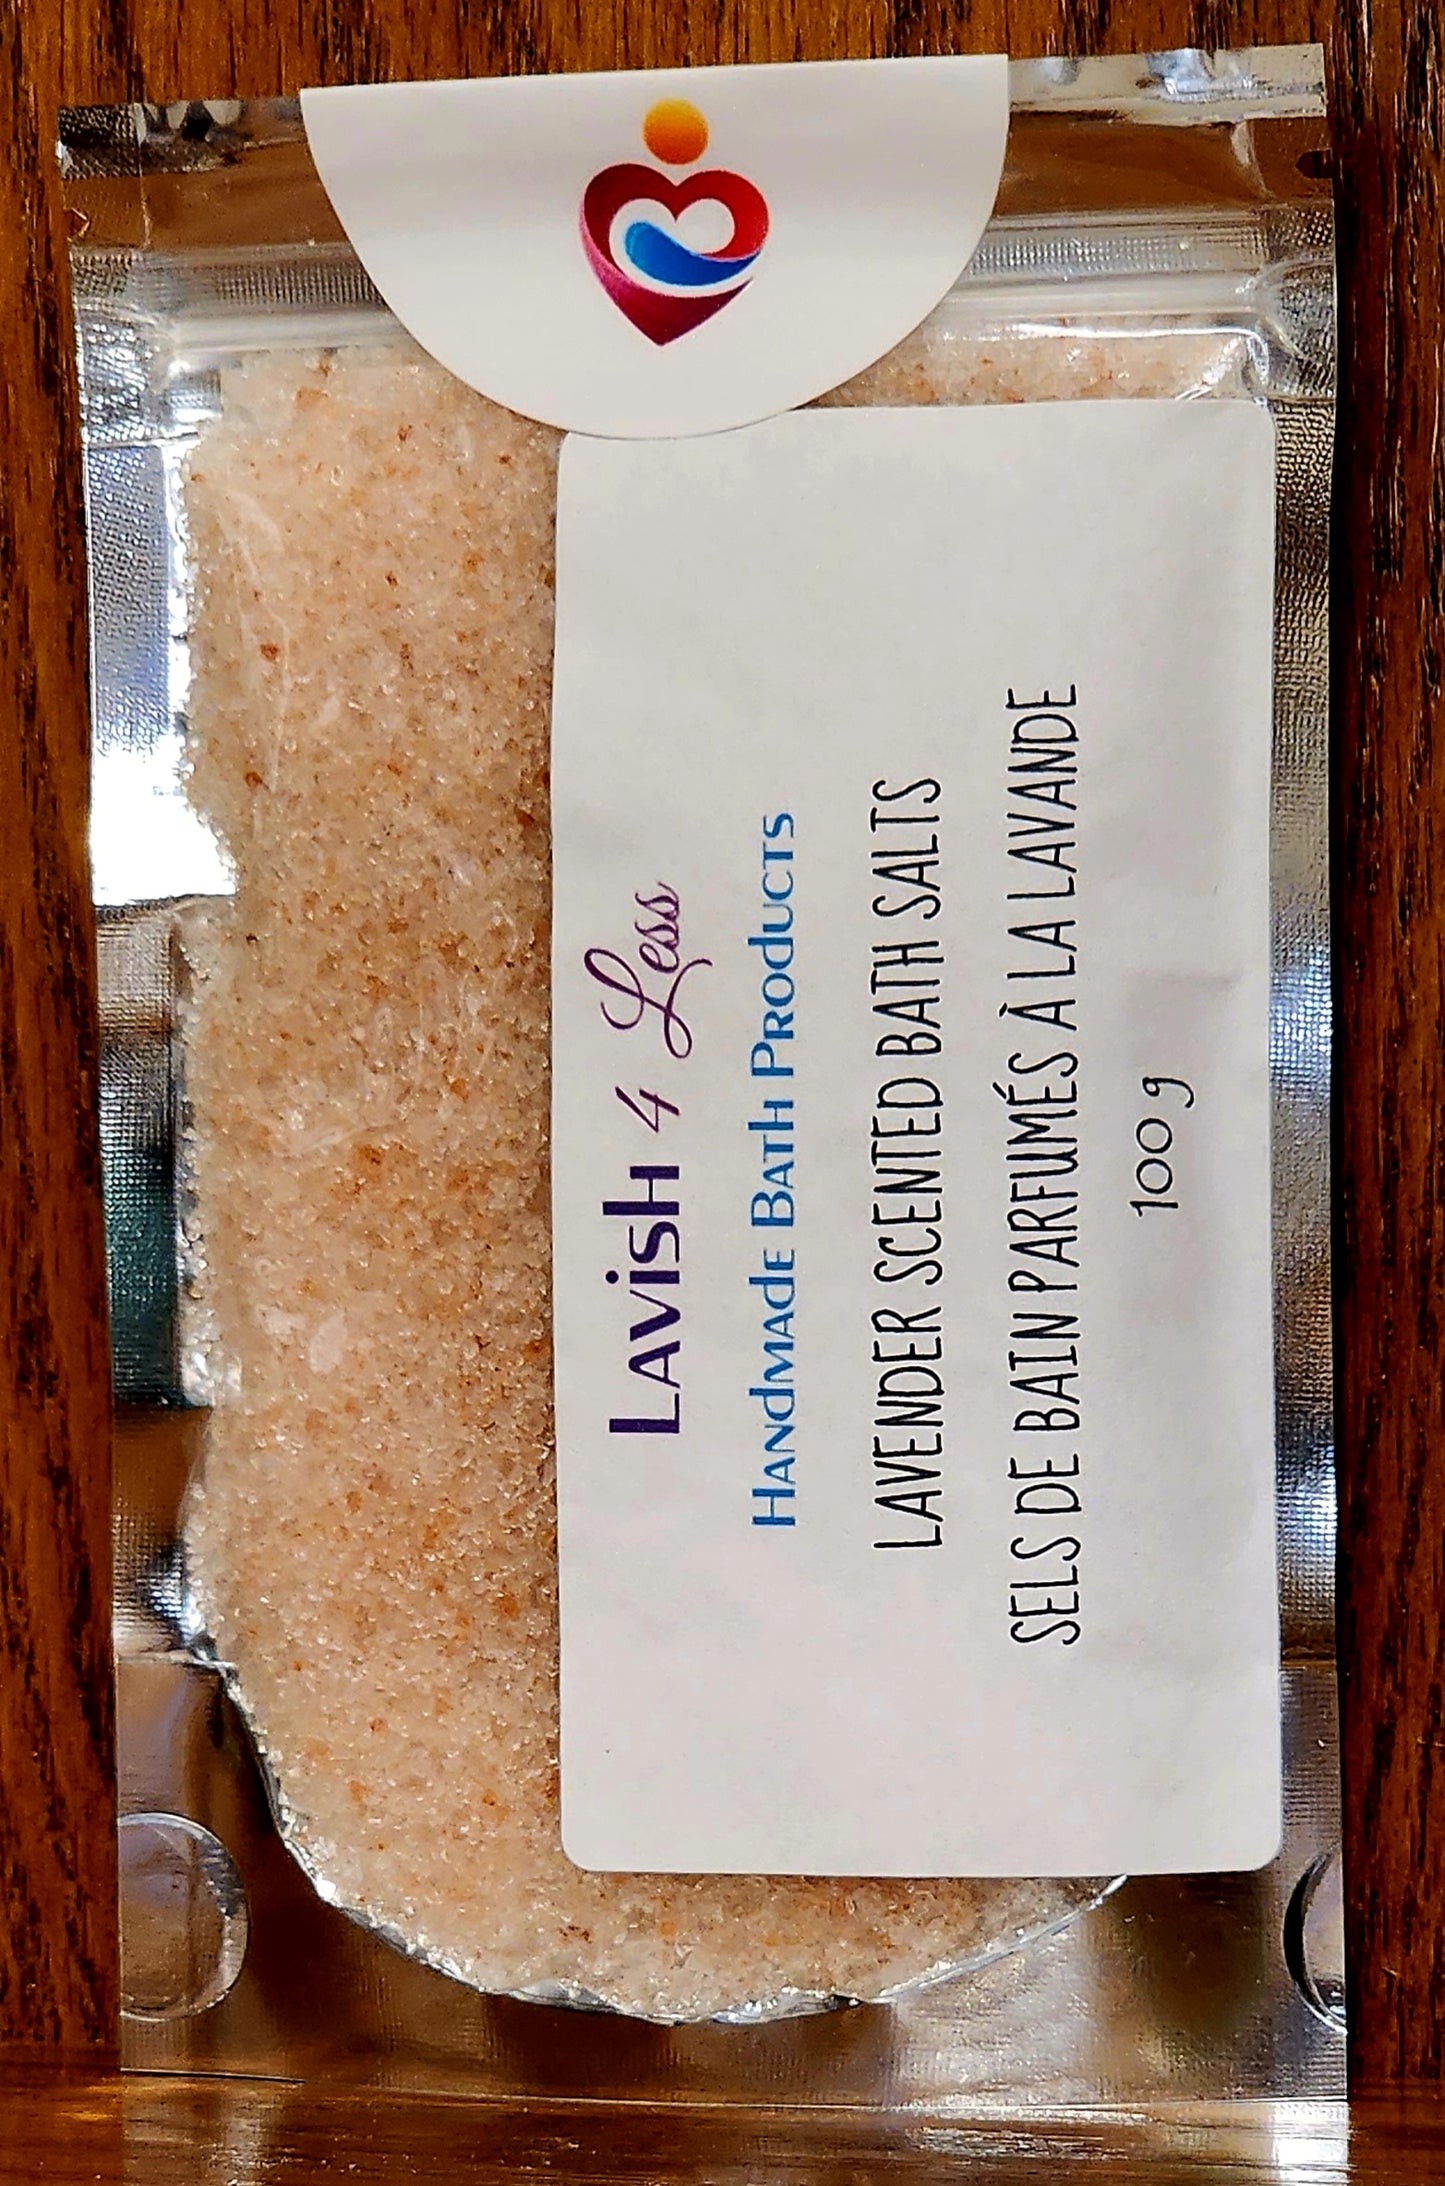 Lavish 4 Less
Handmade Bath Products
LAVENDER SCENTED BATH SALTS
SELS DE BAIN PARFUMÉS À LA LAVANDE
100 g